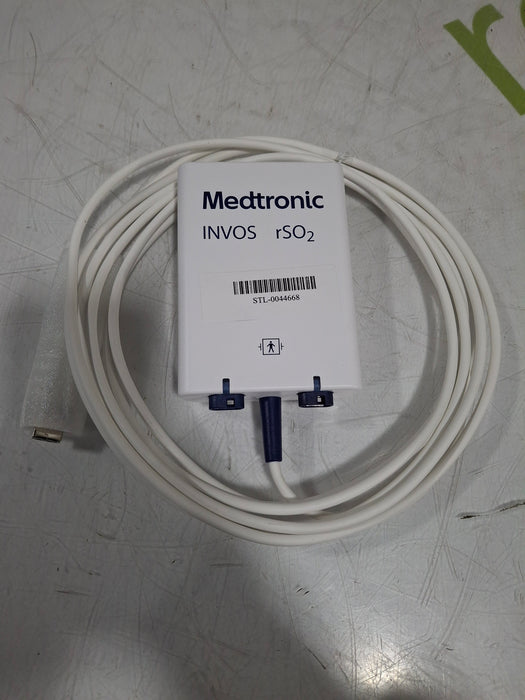 Medtronic
INVOS rSO₂
STL-0044668